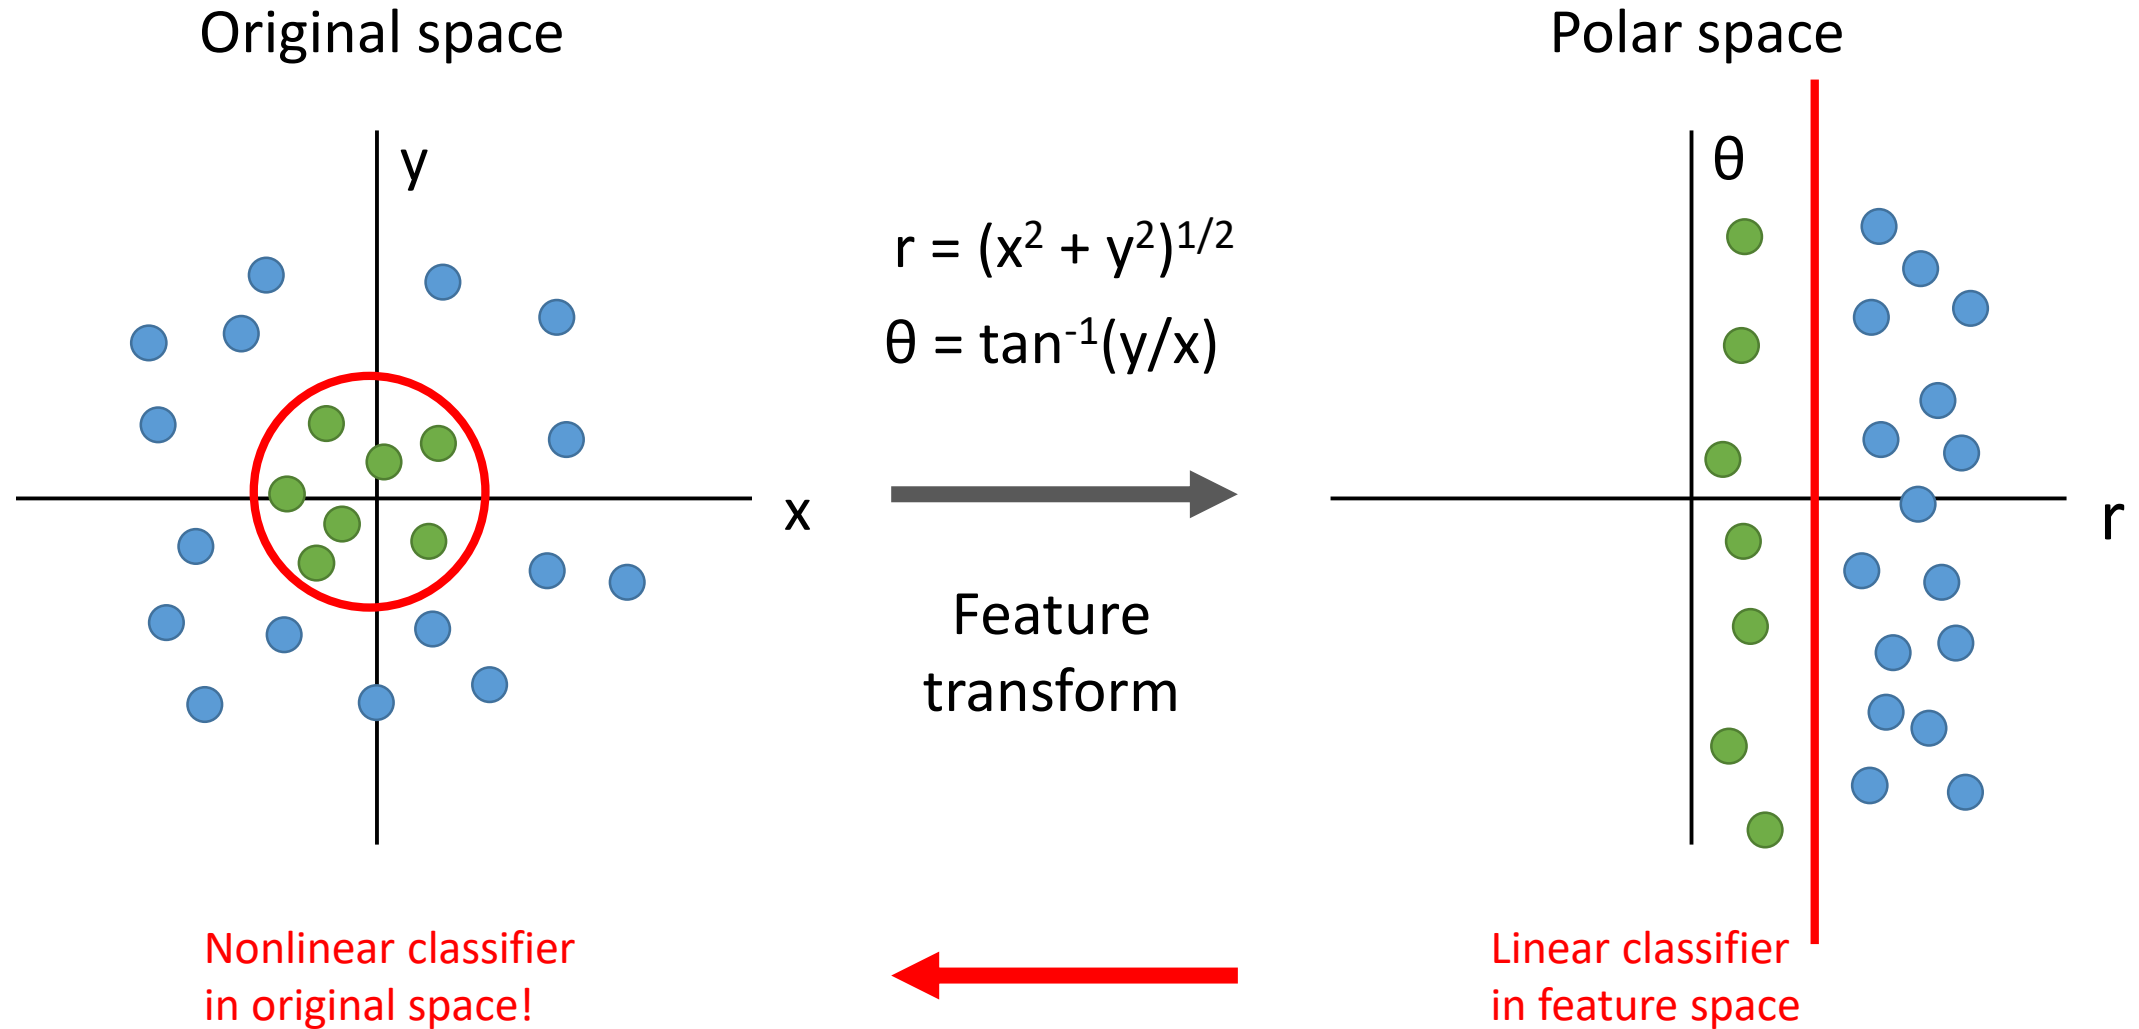 Original space
Polar space
y
θ
r = (x² + y²)¹/²
θ = tan⁻¹(y/x)
x
r
Feature
transform
Nonlinear classifier
in original space!
Linear classifier
in feature space